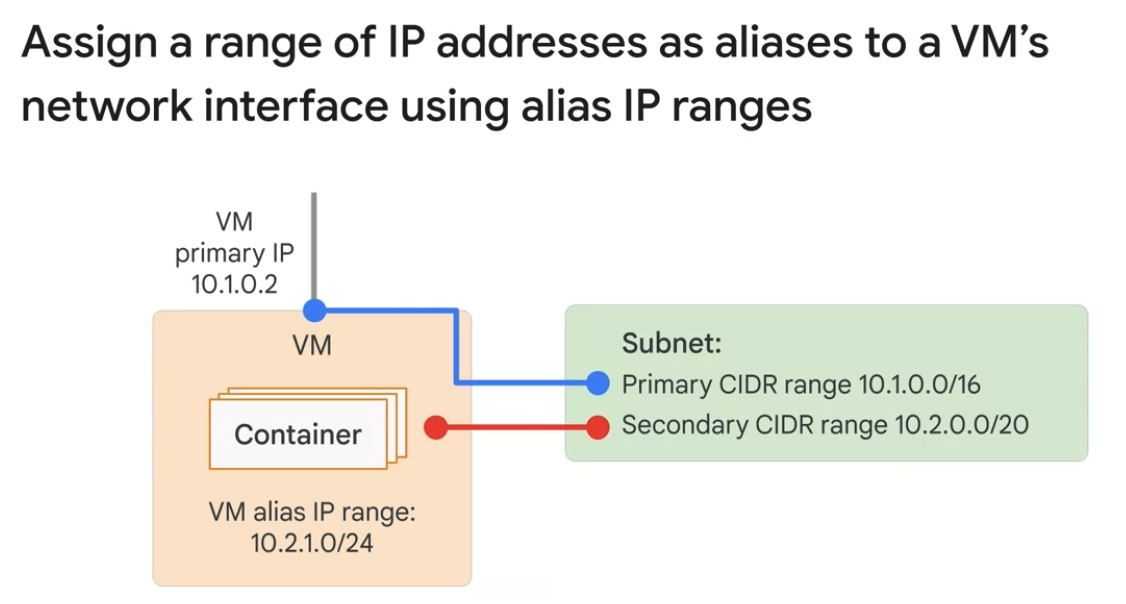 Assign a range of IP addresses as aliases to a VM’s
network interface using alias IP ranges
VM
primary IP
10.1.0.2
VM
Container
VM alias IP range:
10.2.1.0/24
Subnet:
Primary CIDR range 10.1.0.0/16
Secondary CIDR range 10.2.0.0/20